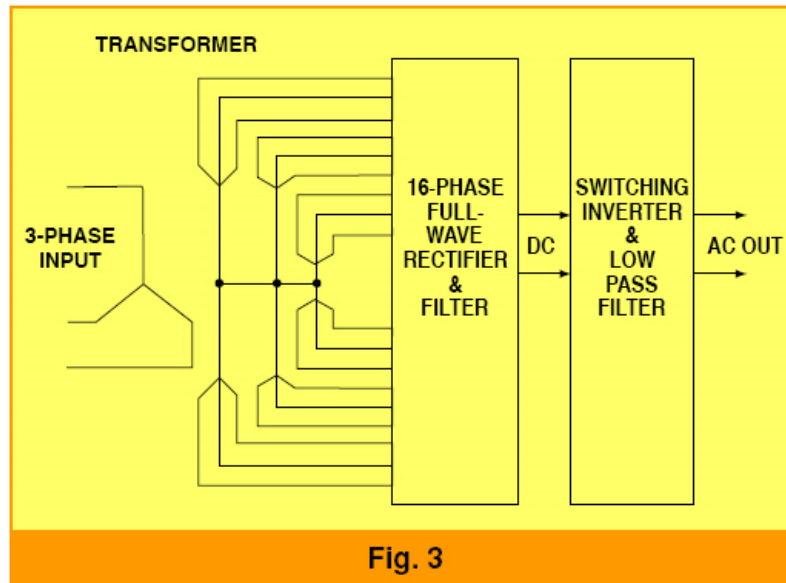 TRANSFORMER
3-PHASE
INPUT
16-PHASE
FULL-
WAVE
RECTIFIER
&
FILTER
DC
SWITCHING
INVERTER
&
LOW
PASS
FILTER
AC OUT
Fig. 3